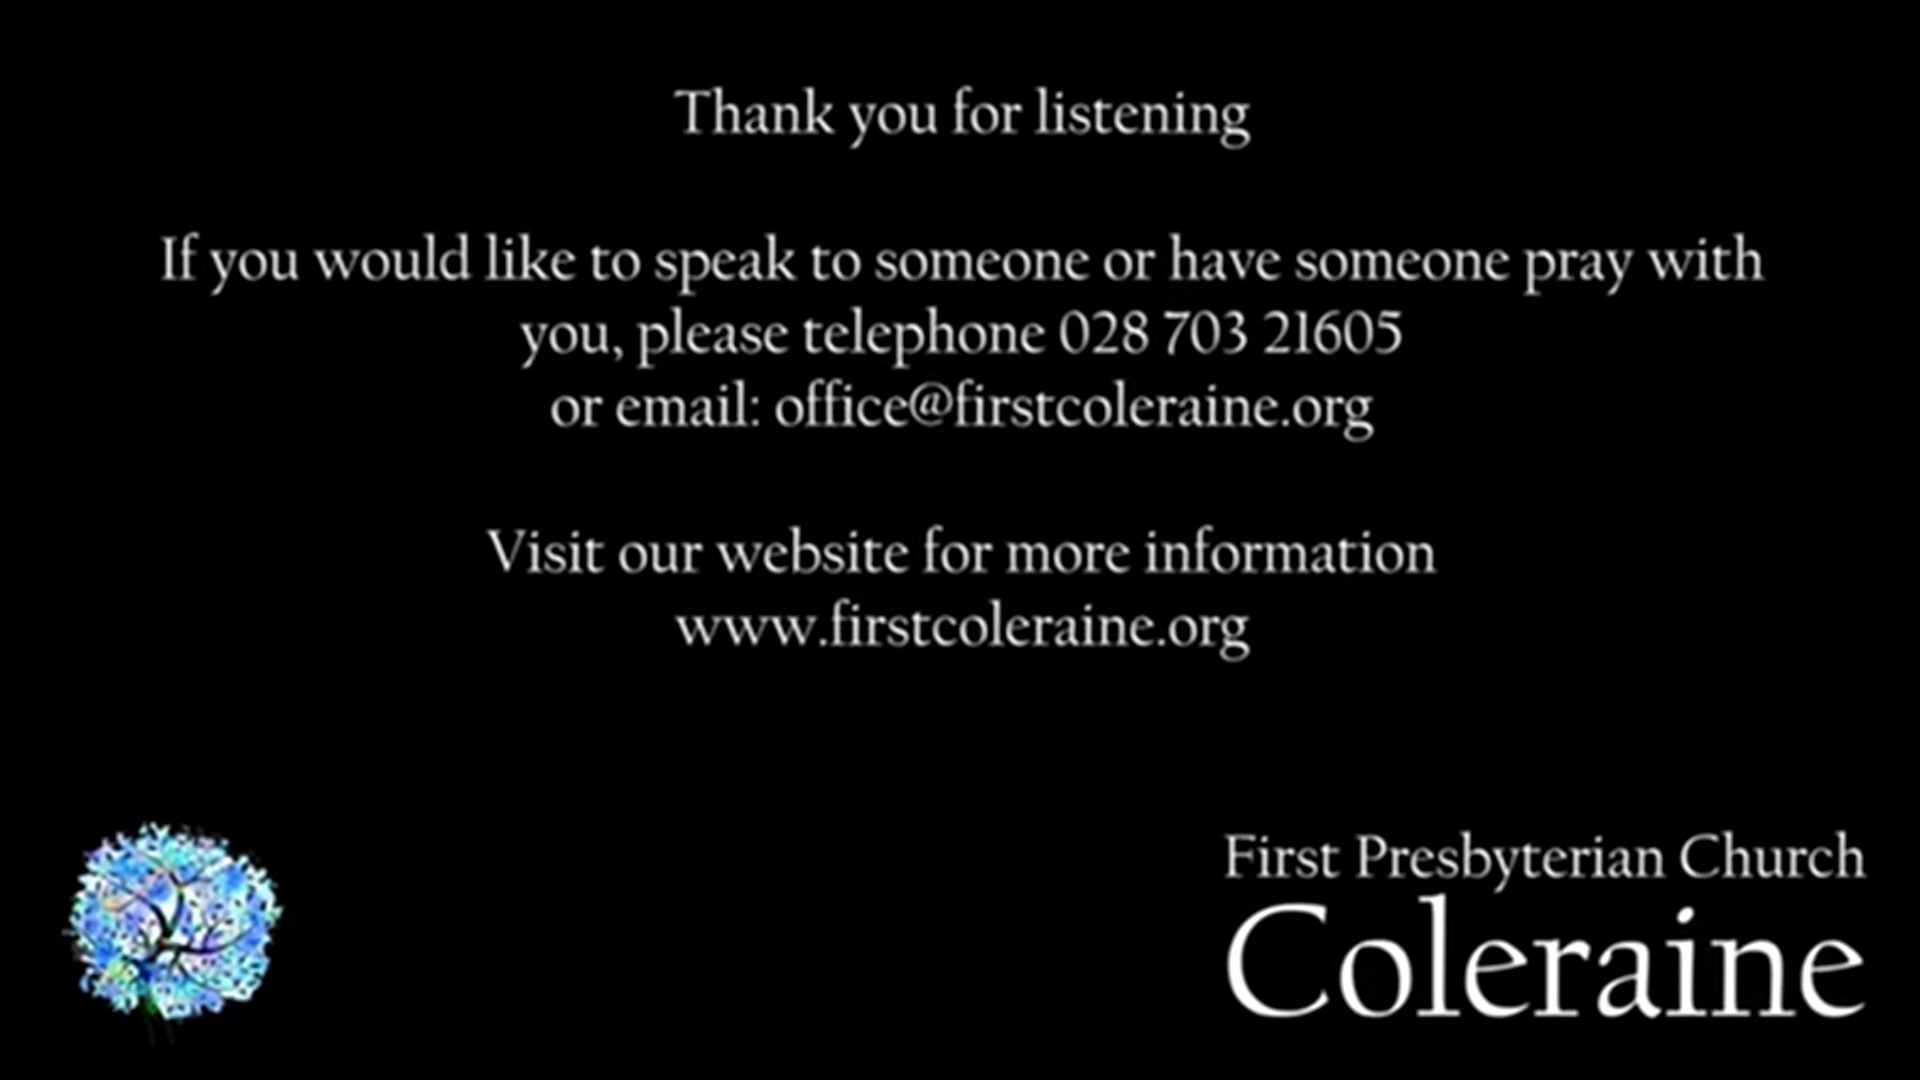 Thank you for listening
If you would like to speak to someone or have someone pray with
you, please telephone 028 703 21605
or email: office@firstcoleraine.org
Visit our website for more information
www.firstcoleraine.org
First Presbyterian Church
Coleraine